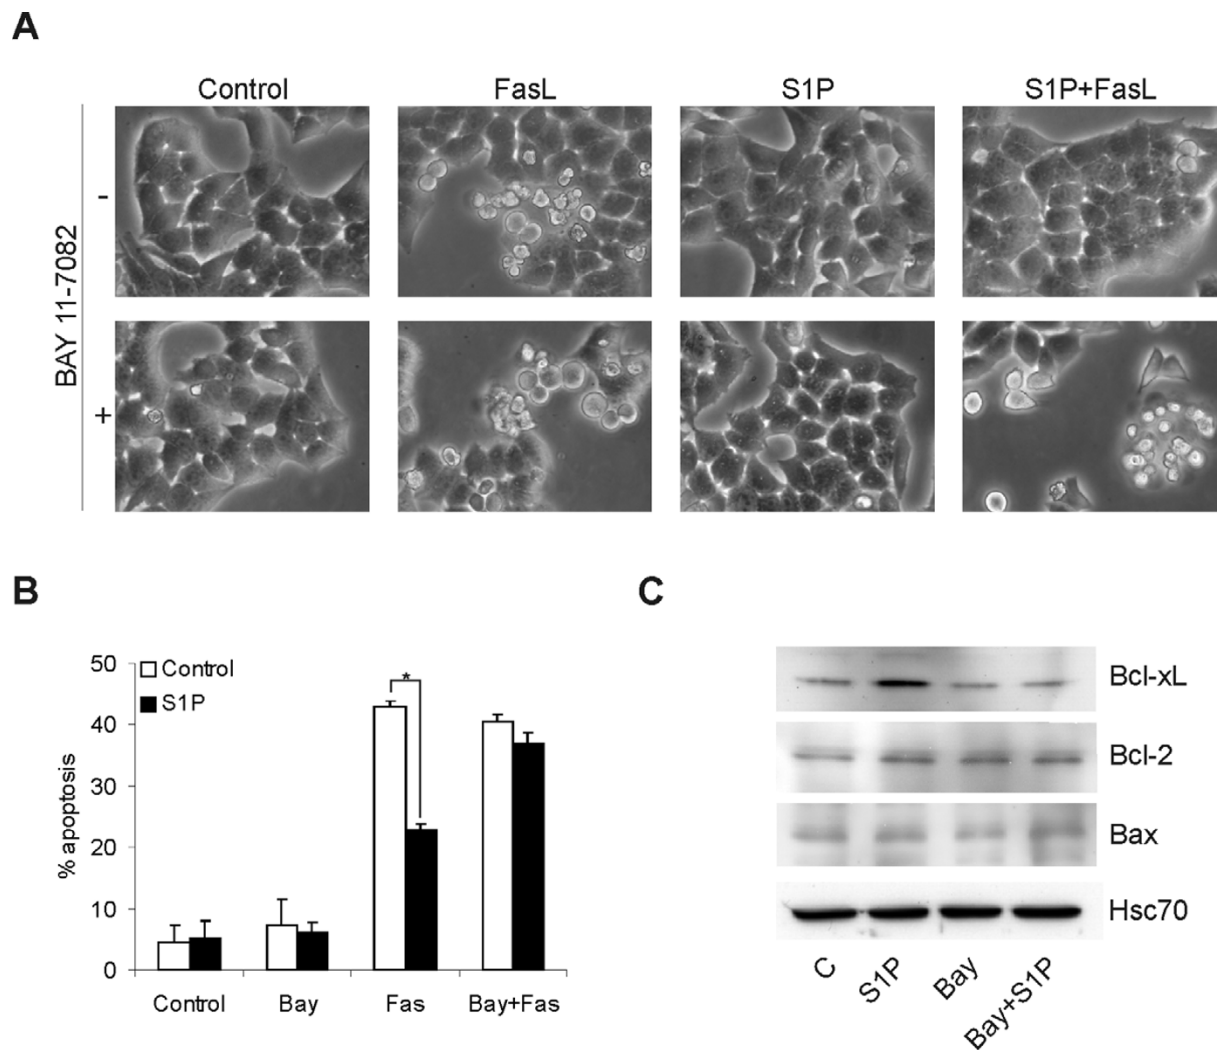 A
Control FasL S1P S1P+FasL
BAY 11-7082
-
+
B
50
40
30
20
10
0
% apoptosis
Control
S1P
*
Control Bay Fas Bay+Fas
C
Bcl-xL
Bcl-2
Bax
Hsc70
C S1P Bay Bay+S1P